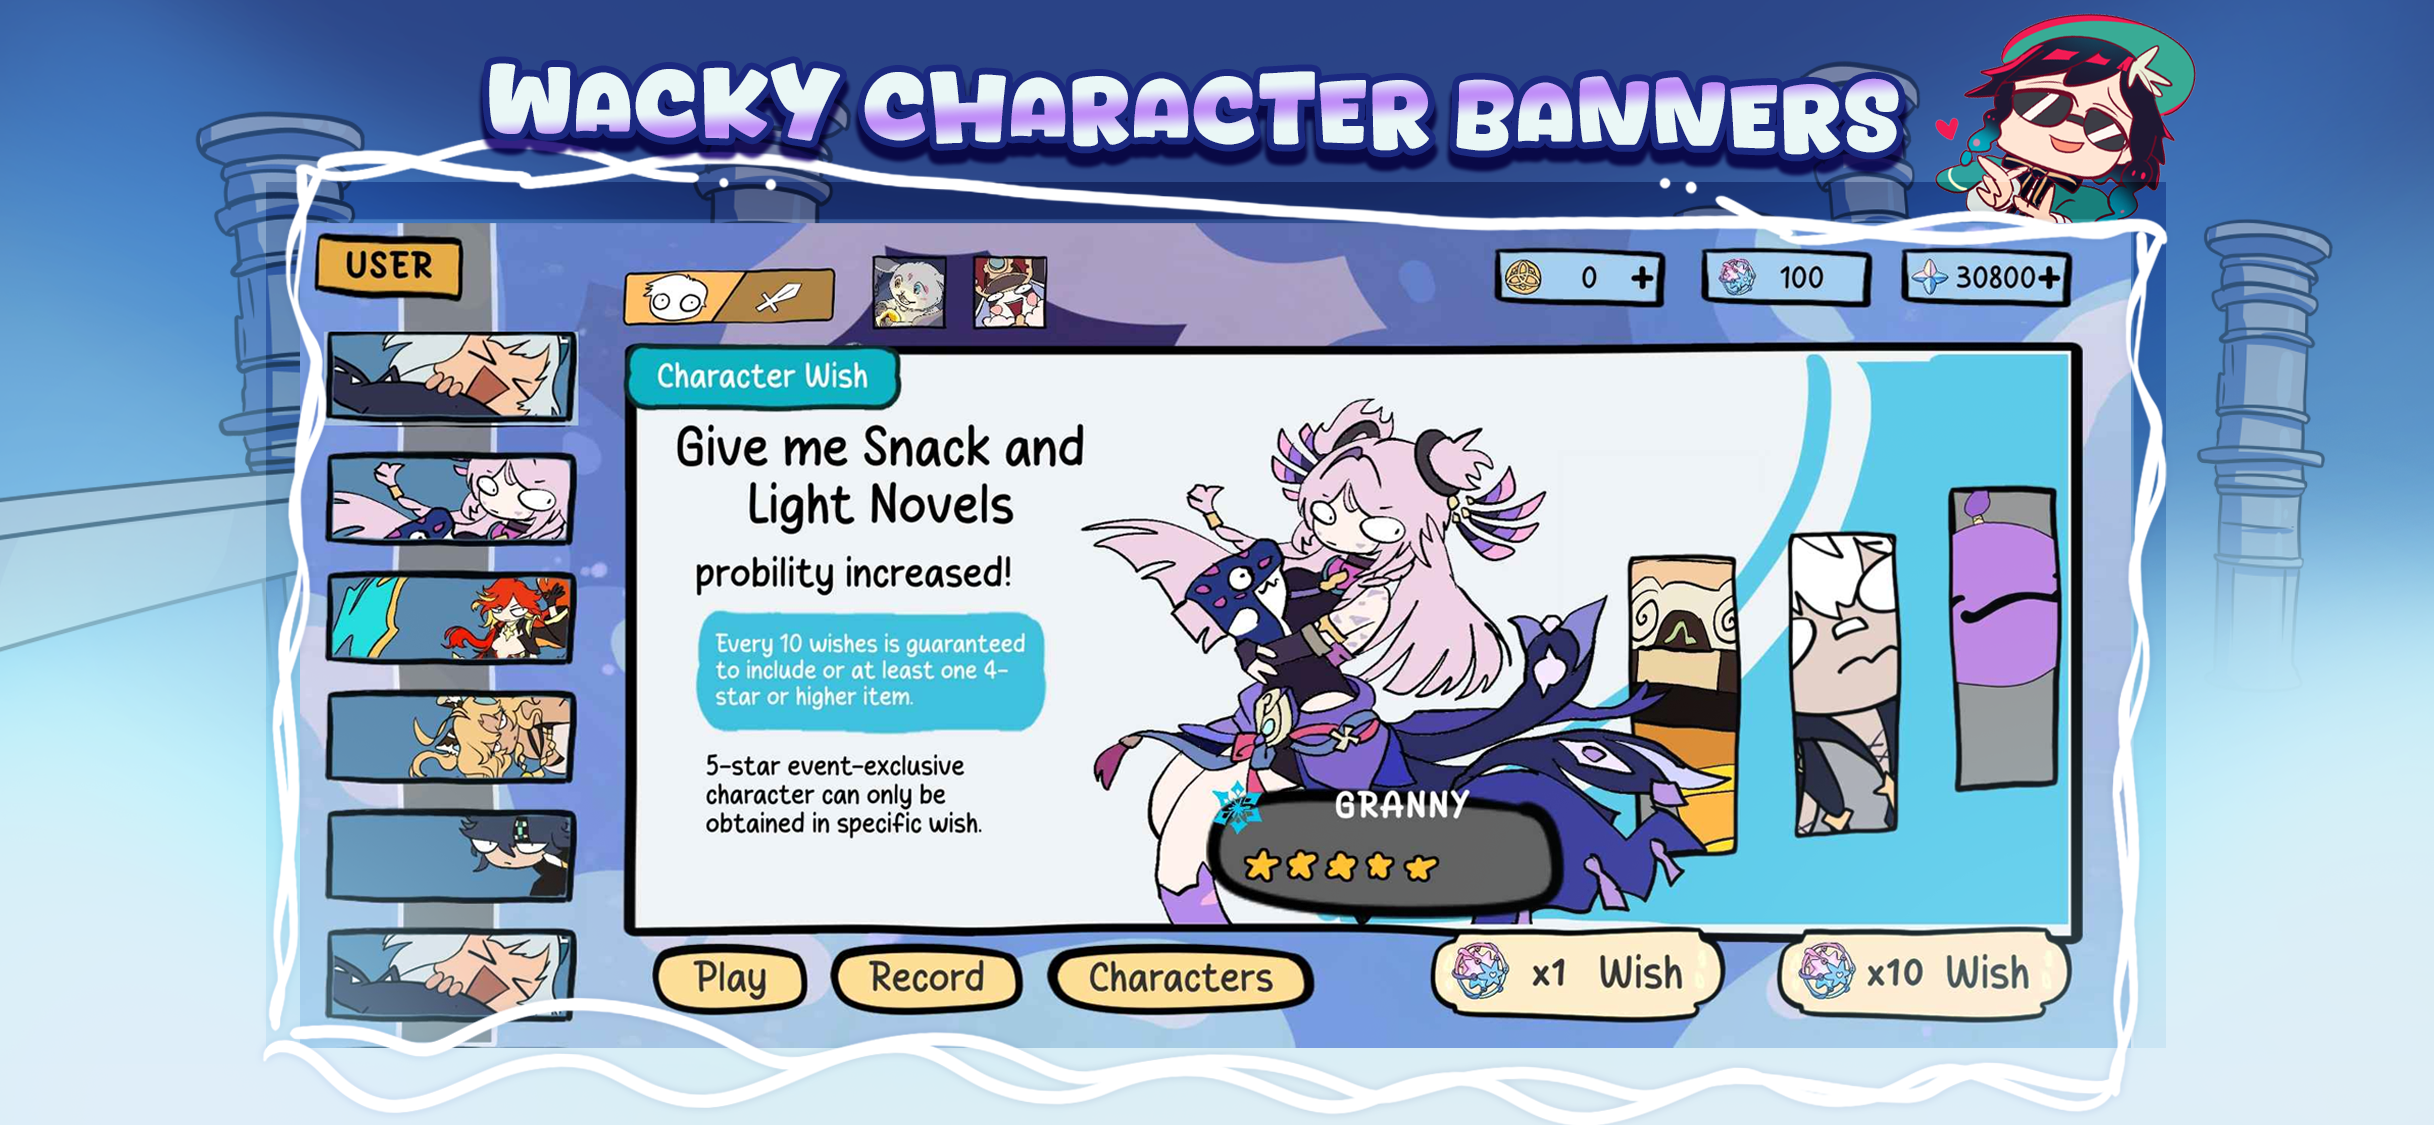 WACKY CHARACTER BANNERS
USER
0 +
100
30800+
Character Wish
Give me Snack and
Light Novels
probility increased!
Every 10 wishes is guaranteed
to include or at least one 4-
star or higher item.
5-star event-exclusive
character can only be
obtained in specific wish.
GRANNY
Play
Record
Characters
x1 Wish
x10 Wish